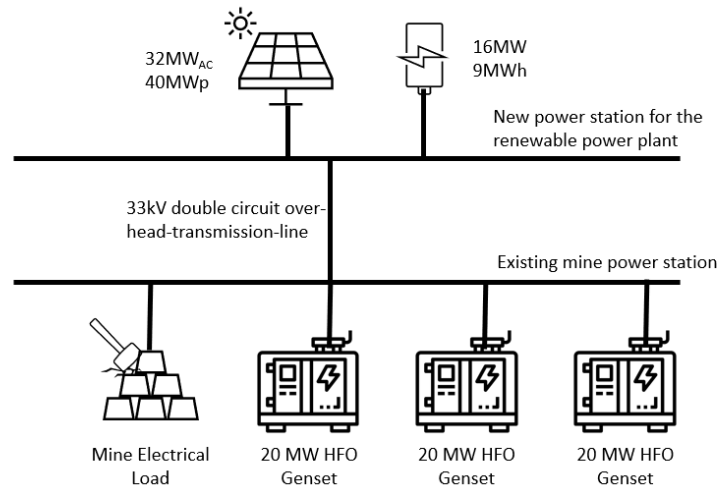 32MWAC
40MWp
16MW
9MWh
New power station for the
renewable power plant
33kV double circuit over-
head-transmission-line
Existing mine power station
Mine Electrical
Load
20 MW HFO
Genset
20 MW HFO
Genset
20 MW HFO
Genset